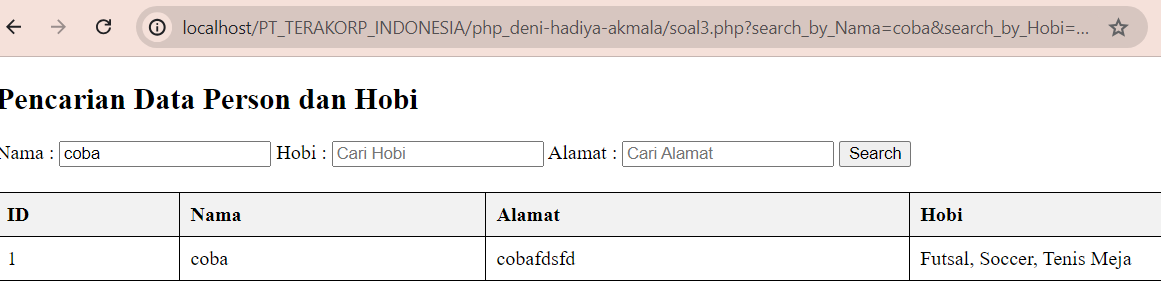 localhost/PT_TERAKORP_INDONESIA/php_deni-hadiya-akmala/soal3.php?search_by_Nama=coba&search_by_Hobi=...
Pencarian Data Person dan Hobi
Nama : coba Hobi : Cari Hobi Alamat : Cari Alamat Search
ID Nama Alamat Hobi
1 coba cobafdsfd Futsal, Soccer, Tenis Meja